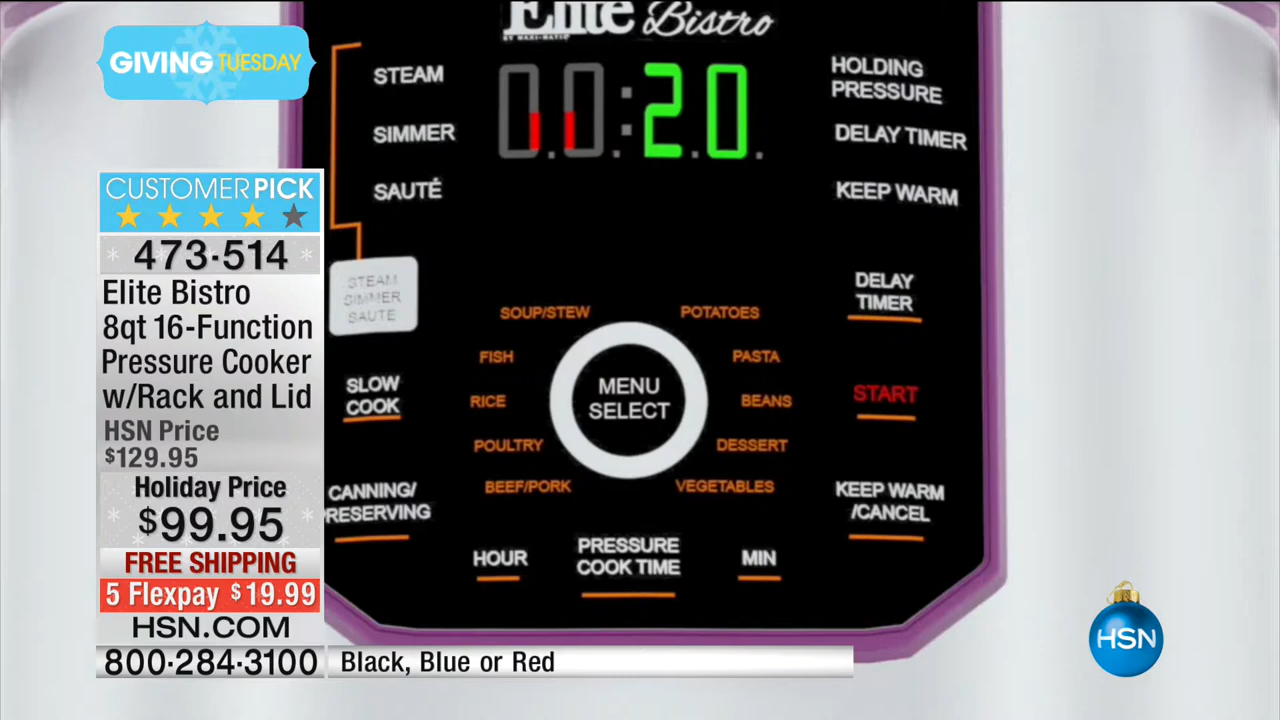 GIVING TUESDAY
CUSTOMER PICK
473-514
Elite Bistro
8qt 16-Function
Pressure Cooker
w/Rack and Lid
HSN Price
$129.95
Holiday Price
$99.95
FREE SHIPPING
5 Flexpay $19.99
HSN.COM
800-284-3100
Black, Blue or Red
HSN
Elite Bistro
BY MAXI-MATIC
STEAM
SIMMER
SAUTÉ
:20
HOLDING
PRESSURE
DELAY TIMER
KEEP WARM
STEAM
SIMMER
SAUTE
SLOW
COOK
CANNING/
PRESERVING
SOUP/STEW
FISH
RICE
POULTRY
BEEF/PORK
MENU
SELECT
POTATOES
PASTA
BEANS
DESSERT
VEGETABLES
DELAY
TIMER
START
KEEP WARM
/CANCEL
HOUR
PRESSURE
COOK TIME
MIN